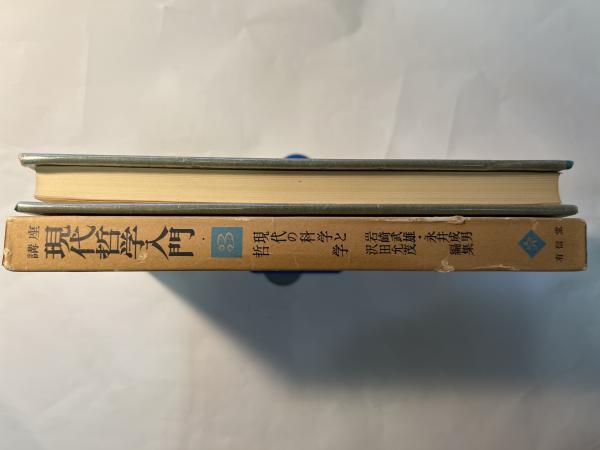 講座
現代哲学入門
3
現代の科学と
哲学
岩崎武雄・永井成男
沢田允茂 編集
有信堂